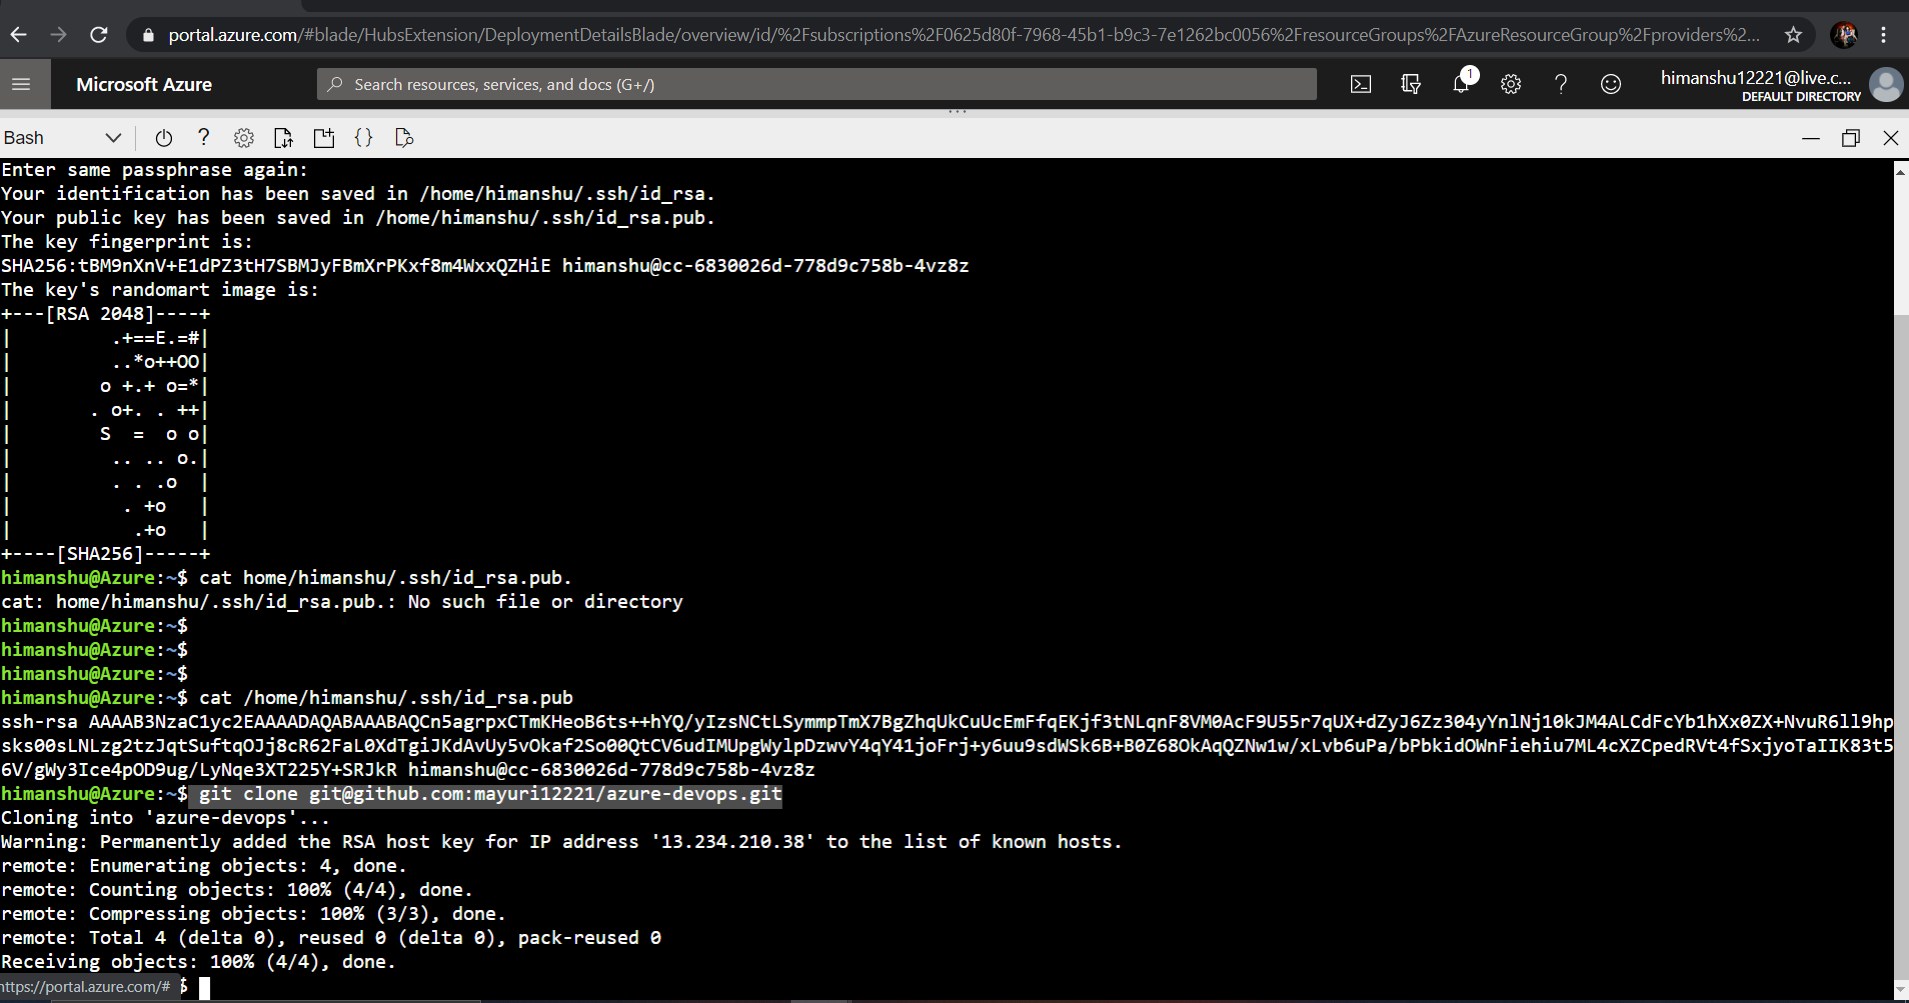 portal.azure.com/#blade/HubsExtension/DeploymentDetailsBlade/overview/id/%2Fsubscriptions%2F0625d80f-7968-45b1-b9c3-7e1262bc0056%2FresourceGroups%2FAzureResourceGroup%2Fproviders%2...
Microsoft Azure
Search resources, services, and docs (G+/)
1
himanshu12221@live.c...
DEFAULT DIRECTORY
Bash
Enter same passphrase again:
Your identification has been saved in /home/himanshu/.ssh/id_rsa.
Your public key has been saved in /home/himanshu/.ssh/id_rsa.pub.
The key fingerprint is:
SHA256:tBM9nXnV+E1dPZ3tH7SBMJyFBmXrPKxf8m4WxxQZHiE himanshu@cc-6830026d-778d9c758b-4vz8z
The key's randomart image is:
+---[RSA 2048]----+
|         .+==E.=#|
|         ..*o++OO|
|        o +.+ o=*|
|       . o+. . ++|
|        S  =  o o|
|         .. .. o.|
|         . . .o  |
|          . +o   |
|           .+o   |
+----[SHA256]-----+
himanshu@Azure:~$ cat home/himanshu/.ssh/id_rsa.pub.
cat: home/himanshu/.ssh/id_rsa.pub.: No such file or directory
himanshu@Azure:~$
himanshu@Azure:~$
himanshu@Azure:~$
himanshu@Azure:~$ cat /home/himanshu/.ssh/id_rsa.pub
ssh-rsa AAAAB3NzaC1yc2EAAAADAQABAAABAQCn5agrpxCTmKHeoB6ts++hYQ/yIzsNCtLSymmpTmX7BgZhqUkCuUcEmFfqEKjf3tNLqnF8VM0AcF9U55r7qUX+dZyJ6Zz304yYnlNj10kJM4ALCdFcYb1hXx0ZX+NvuR6ll9hp
sks00sLNLzg2tzJqtSuftqOJj8cR62FaL0XdTgiJKdAvUy5vOkaf2So00QtCV6udIMUpgWylpDzwvY4qY41joFrj+y6uu9sdWSk6B+B0Z68OkAqQZNw1w/xLvb6uPa/bPbkidOWnFiehiu7ML4cXZCpedRVt4fSxjyoTaIIK83t5
6V/gWy3Ice4pOD9ug/LyNqe3XT225Y+SRJkR himanshu@cc-6830026d-778d9c758b-4vz8z
himanshu@Azure:~$ git clone git@github.com:mayuri12221/azure-devops.git
Cloning into 'azure-devops'...
Warning: Permanently added the RSA host key for IP address '13.234.210.38' to the list of known hosts.
remote: Enumerating objects: 4, done.
remote: Counting objects: 100% (4/4), done.
remote: Compressing objects: 100% (3/3), done.
remote: Total 4 (delta 0), reused 0 (delta 0), pack-reused 0
Receiving objects: 100% (4/4), done.
https://portal.azure.com/# $